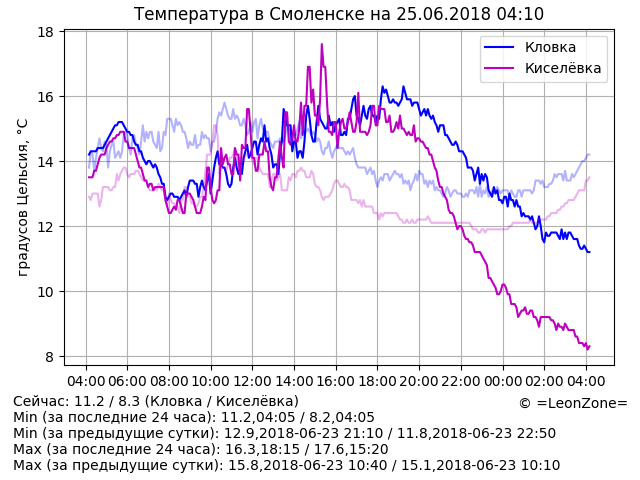 Температура в Смоленске на 25.06.2018 04:10
Кловка
Киселёвка
градусов Цельсия, °C
18
16
14
12
10
8
04:00 06:00 08:00 10:00 12:00 14:00 16:00 18:00 20:00 22:00 00:00 02:00 04:00
Сейчас: 11.2 / 8.3 (Кловка / Киселёвка)
© =LeonZone=
Min (за последние 24 часа): 11.2,04:05 / 8.2,04:05
Min (за предыдущие сутки): 12.9,2018-06-23 21:10 / 11.8,2018-06-23 22:50
Max (за последние 24 часа): 16.3,18:15 / 17.6,15:20
Max (за предыдущие сутки): 15.8,2018-06-23 10:40 / 15.1,2018-06-23 10:10